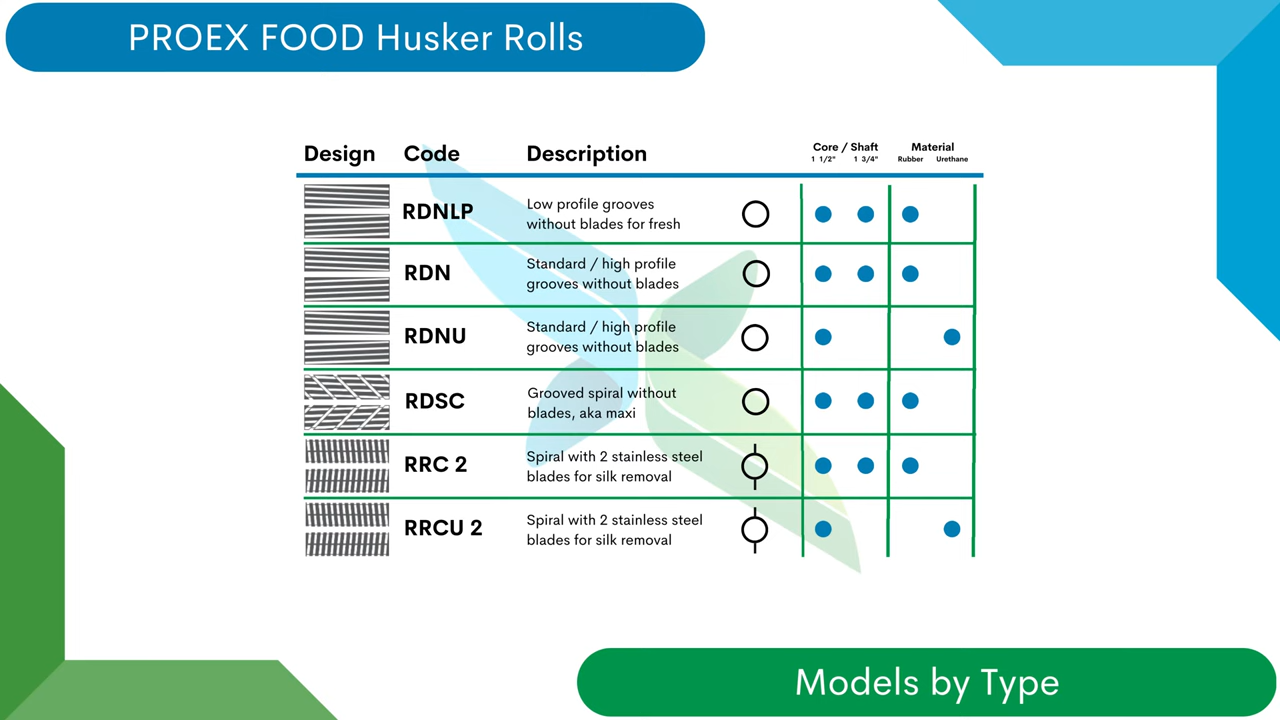 PROEX FOOD Husker Rolls
Design Code Description Core / Shaft Material
1 1/2" 1 3/4" Rubber Urethane
RDNLP
Low profile grooves
without blades for fresh
RDN
Standard / high profile
grooves without blades
RDNU
Standard / high profile
grooves without blades
RDSC
Grooved spiral without
blades, aka maxi
RRC 2
Spiral with 2 stainless steel
blades for silk removal
RRCU 2
Spiral with 2 stainless steel
blades for silk removal
Models by Type